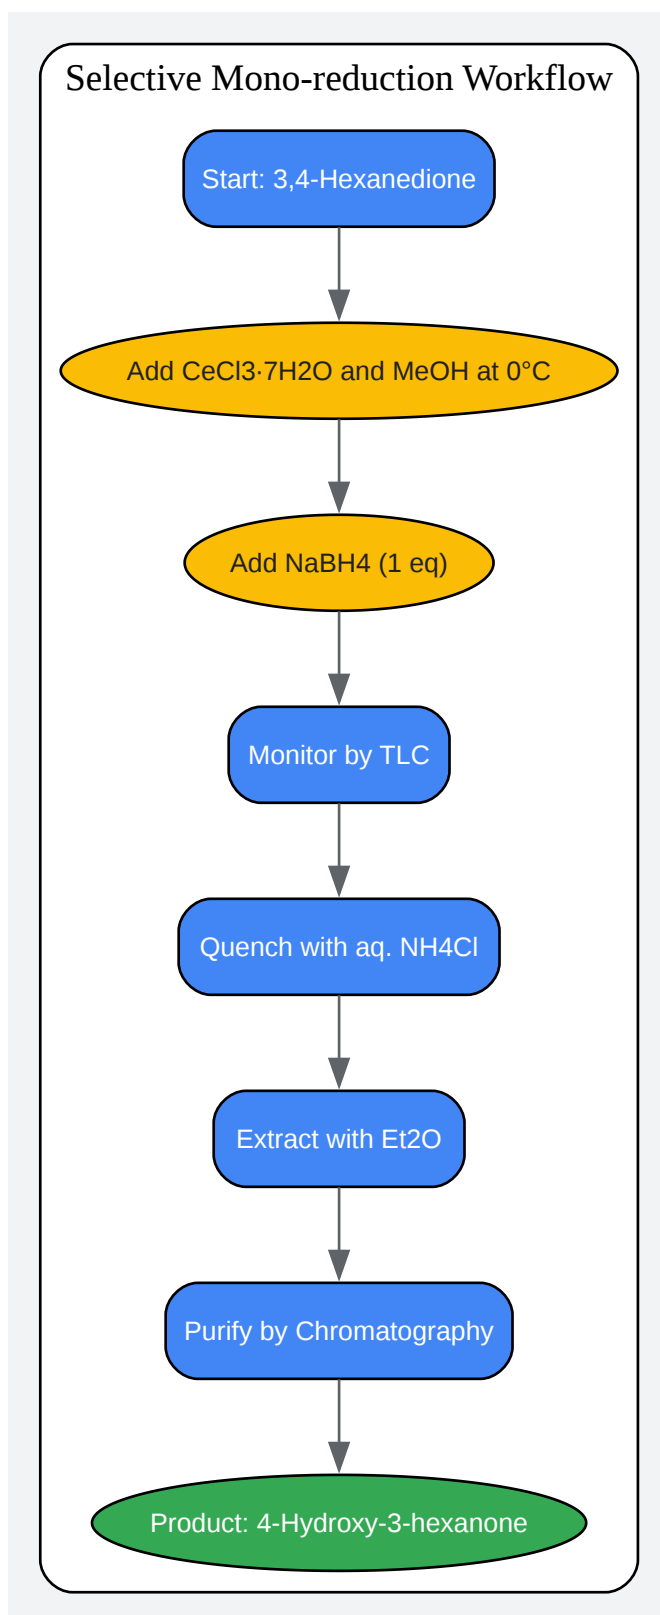 Selective Mono-reduction Workflow
Start: 3,4-Hexanedione
Add CeCl3·7H2O and MeOH at 0°C
Add NaBH4 (1 eq)
Monitor by TLC
Quench with aq. NH4Cl
Extract with Et2O
Purify by Chromatography
Product: 4-Hydroxy-3-hexanone